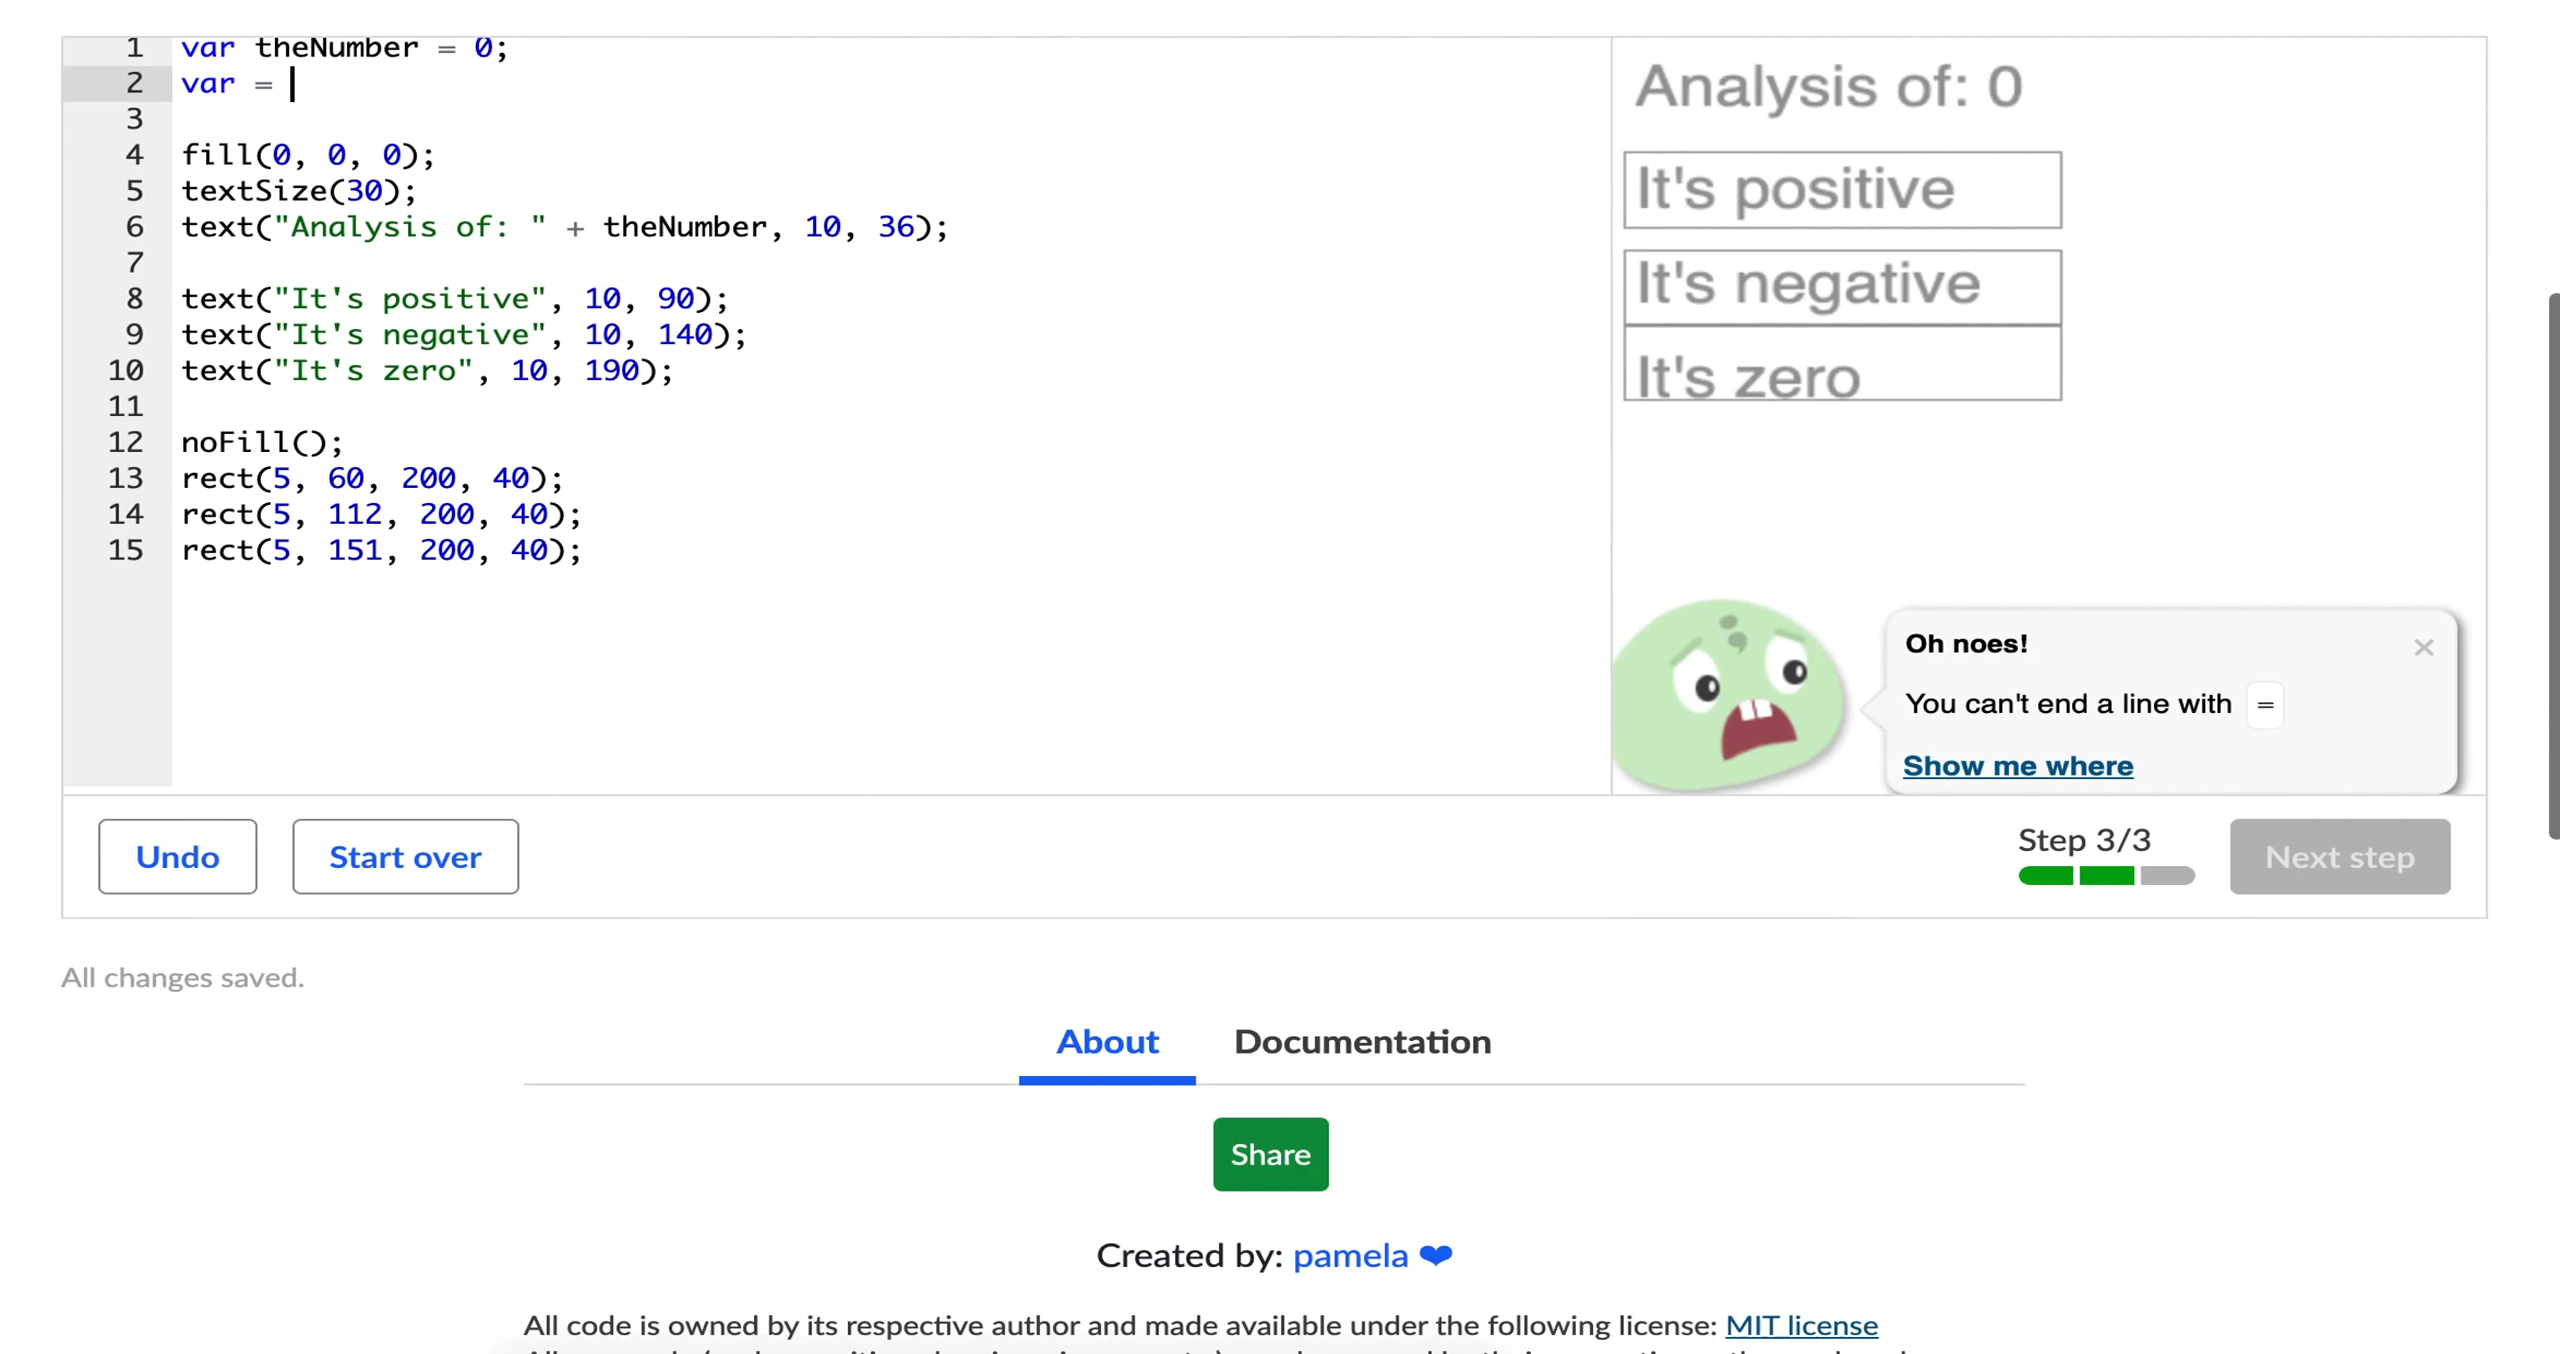 1 var theNumber = 0;
2 var =
3
4 fill(0, 0, 0);
5 textSize(30);
6 text("Analysis of: " + theNumber, 10, 36);
7
8 text("It's positive", 10, 90);
9 text("It's negative", 10, 140);
10 text("It's zero", 10, 190);
11
12 noFill();
13 rect(5, 60, 200, 40);
14 rect(5, 112, 200, 40);
15 rect(5, 151, 200, 40);
Analysis of: 0
It's positive
It's negative
It's zero
Oh noes!
You can't end a line with =
Show me where
Undo Start over Step 3/3 Next step
All changes saved.
About Documentation
Share
Created by: pamela
All code is owned by its respective author and made available under the following license: MIT license